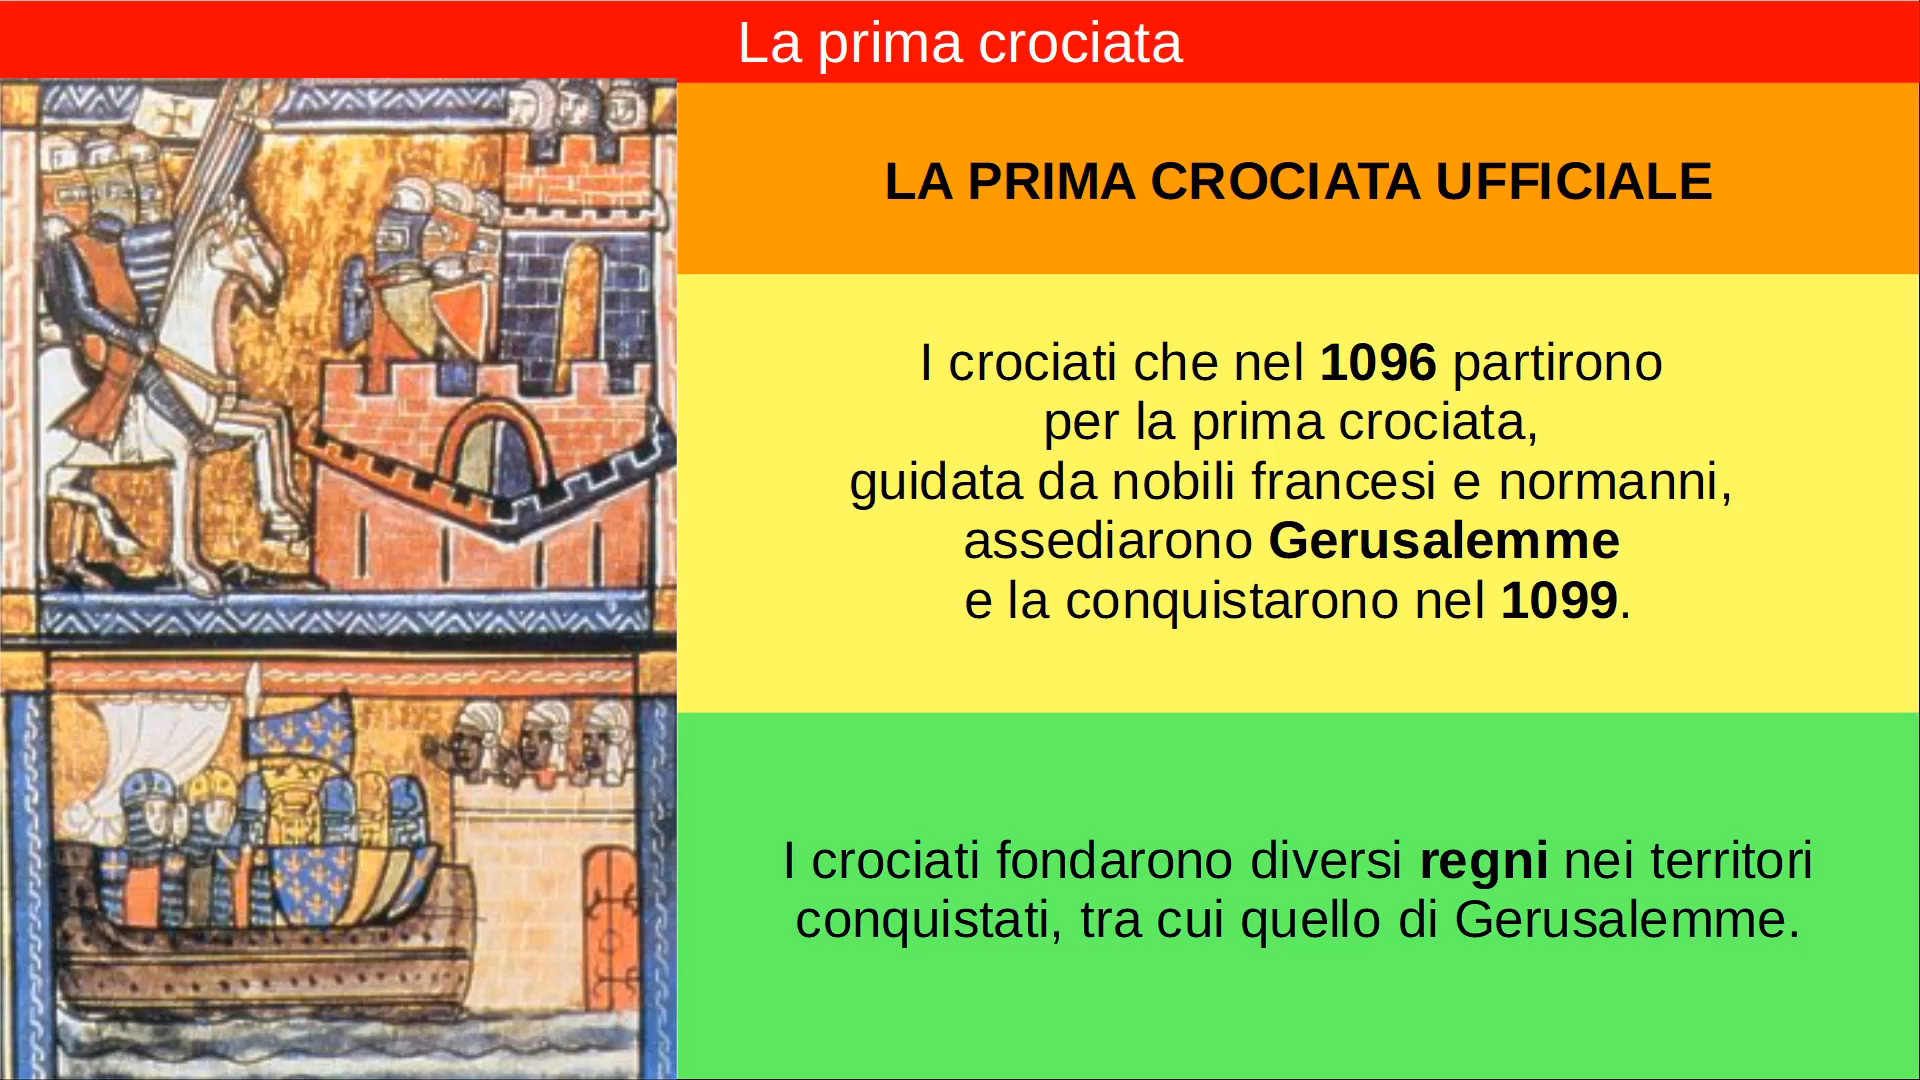 La prima crociata
LA PRIMA CROCIATA UFFICIALE
I crociati che nel 1096 partirono
per la prima crociata,
guidata da nobili francesi e normanni,
assediarono Gerusalemme
e la conquistarono nel 1099.
I crociati fondarono diversi regni nei territori
conquistati, tra cui quello di Gerusalemme.